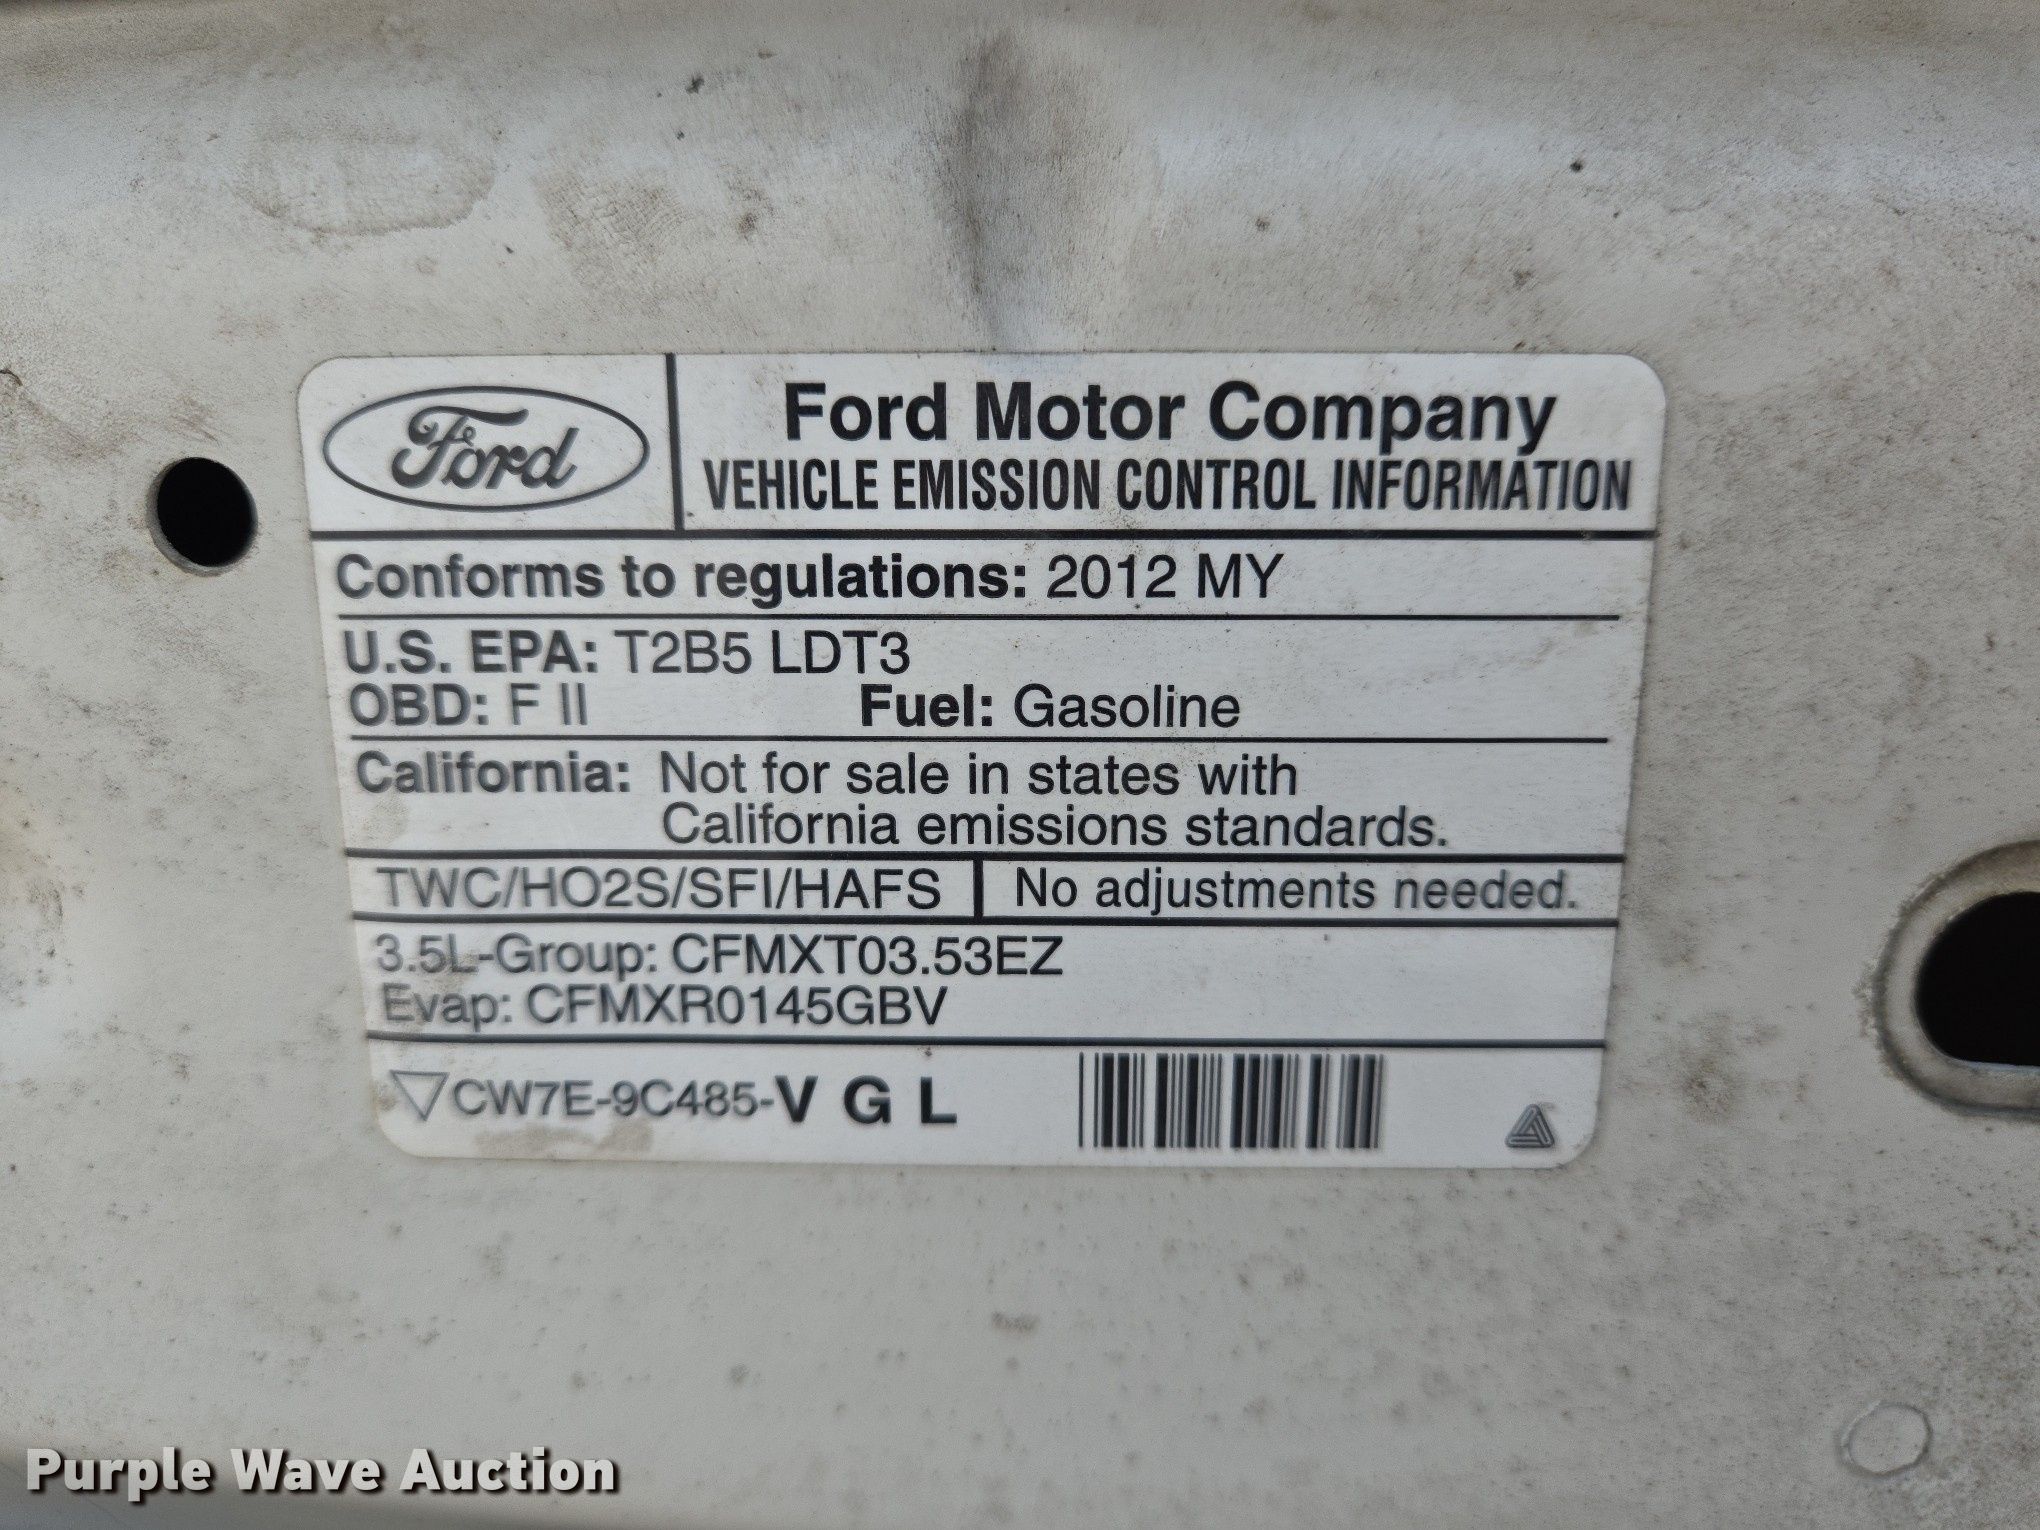 Ford
Ford Motor Company
VEHICLE EMISSION CONTROL INFORMATION
Conforms to regulations: 2012 MY
U.S. EPA: T2B5 LDT3
OBD: F II Fuel: Gasoline
California: Not for sale in states with
California emissions standards.
TWC/HO2S/SFI/HAFS No adjustments needed.
3.5L-Group: CFMXT03.53EZ
Evap: CFMXR0145GBV
CW7E-9C485-V G L
Purple Wave Auction